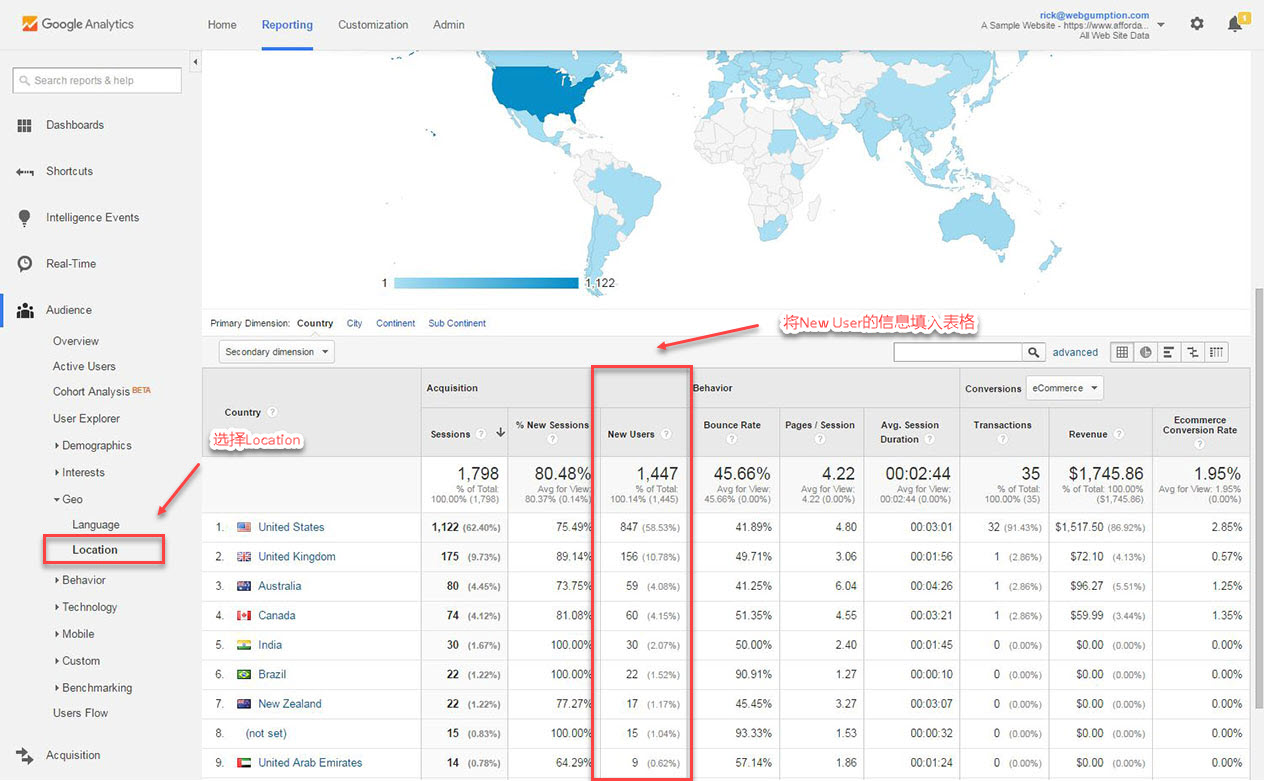 Google Analytics
Home Reporting Customization Admin
rick@webgumption.com
A Sample Website - https://www.afforda...
All Web Site Data
1
Search reports & help
Dashboards
Shortcuts
Intelligence Events
Real-Time
Audience
Overview
Active Users
Cohort Analysis BETA
User Explorer
Demographics
Interests
Geo
Language
Location
Behavior
Technology
Mobile
Custom
Benchmarking
Users Flow
Acquisition
选择Location
1 1,122
Primary Dimension: Country City Continent Sub Continent
将New User的信息填入表格
Secondary dimension
advanced
Country ?
Acquisition
Behavior
Conversions eCommerce
Sessions ?
% New Sessions ?
New Users ?
Bounce Rate ?
Pages / Session ?
Avg. Session
Duration ?
Transactions ?
Revenue ?
Ecommerce
Conversion Rate ?
1,798 80.48% 1,447 45.66% 4.22 00:02:44 35 $1,745.86 1.95%
% of Total: Avg for View: % of Total: Avg for View: Avg for View: Avg for View: % of Total: % of Total: 100.00% Avg for View: 1.95%
100.00% (1,798) 80.37% (0.14%) 100.14% (1,445) 45.66% (0.00%) 4.22 (0.00%) 00:02:44 (0.00%) 100.00% (35) ($1,745.86) (0.00%)
1. United States 1,122 (62.40%) 75.49% 847 (58.53%) 41.89% 4.80 00:03:01 32 (91.43%) $1,517.50 (86.92%) 2.85%
2. United Kingdom 175 (9.73%) 89.14% 156 (10.78%) 49.71% 3.06 00:01:56 1 (2.86%) $72.10 (4.13%) 0.57%
3. Australia 80 (4.45%) 73.75% 59 (4.08%) 41.25% 6.04 00:04:26 1 (2.86%) $96.27 (5.51%) 1.25%
4. Canada 74 (4.12%) 81.08% 60 (4.15%) 51.35% 4.55 00:03:21 1 (2.86%) $59.99 (3.44%) 1.35%
5. India 30 (1.67%) 100.00% 30 (2.07%) 50.00% 2.40 00:01:45 0 (0.00%) $0.00 (0.00%) 0.00%
6. Brazil 22 (1.22%) 100.00% 22 (1.52%) 90.91% 1.27 00:00:10 0 (0.00%) $0.00 (0.00%) 0.00%
7. New Zealand 22 (1.22%) 77.27% 17 (1.17%) 45.45% 3.27 00:03:07 0 (0.00%) $0.00 (0.00%) 0.00%
8. (not set) 15 (0.83%) 100.00% 15 (1.04%) 93.33% 1.53 00:00:32 0 (0.00%) $0.00 (0.00%) 0.00%
9. United Arab Emirates 14 (0.78%) 64.29% 9 (0.62%) 57.14% 1.86 00:01:24 0 (0.00%) $0.00 (0.00%) 0.00%